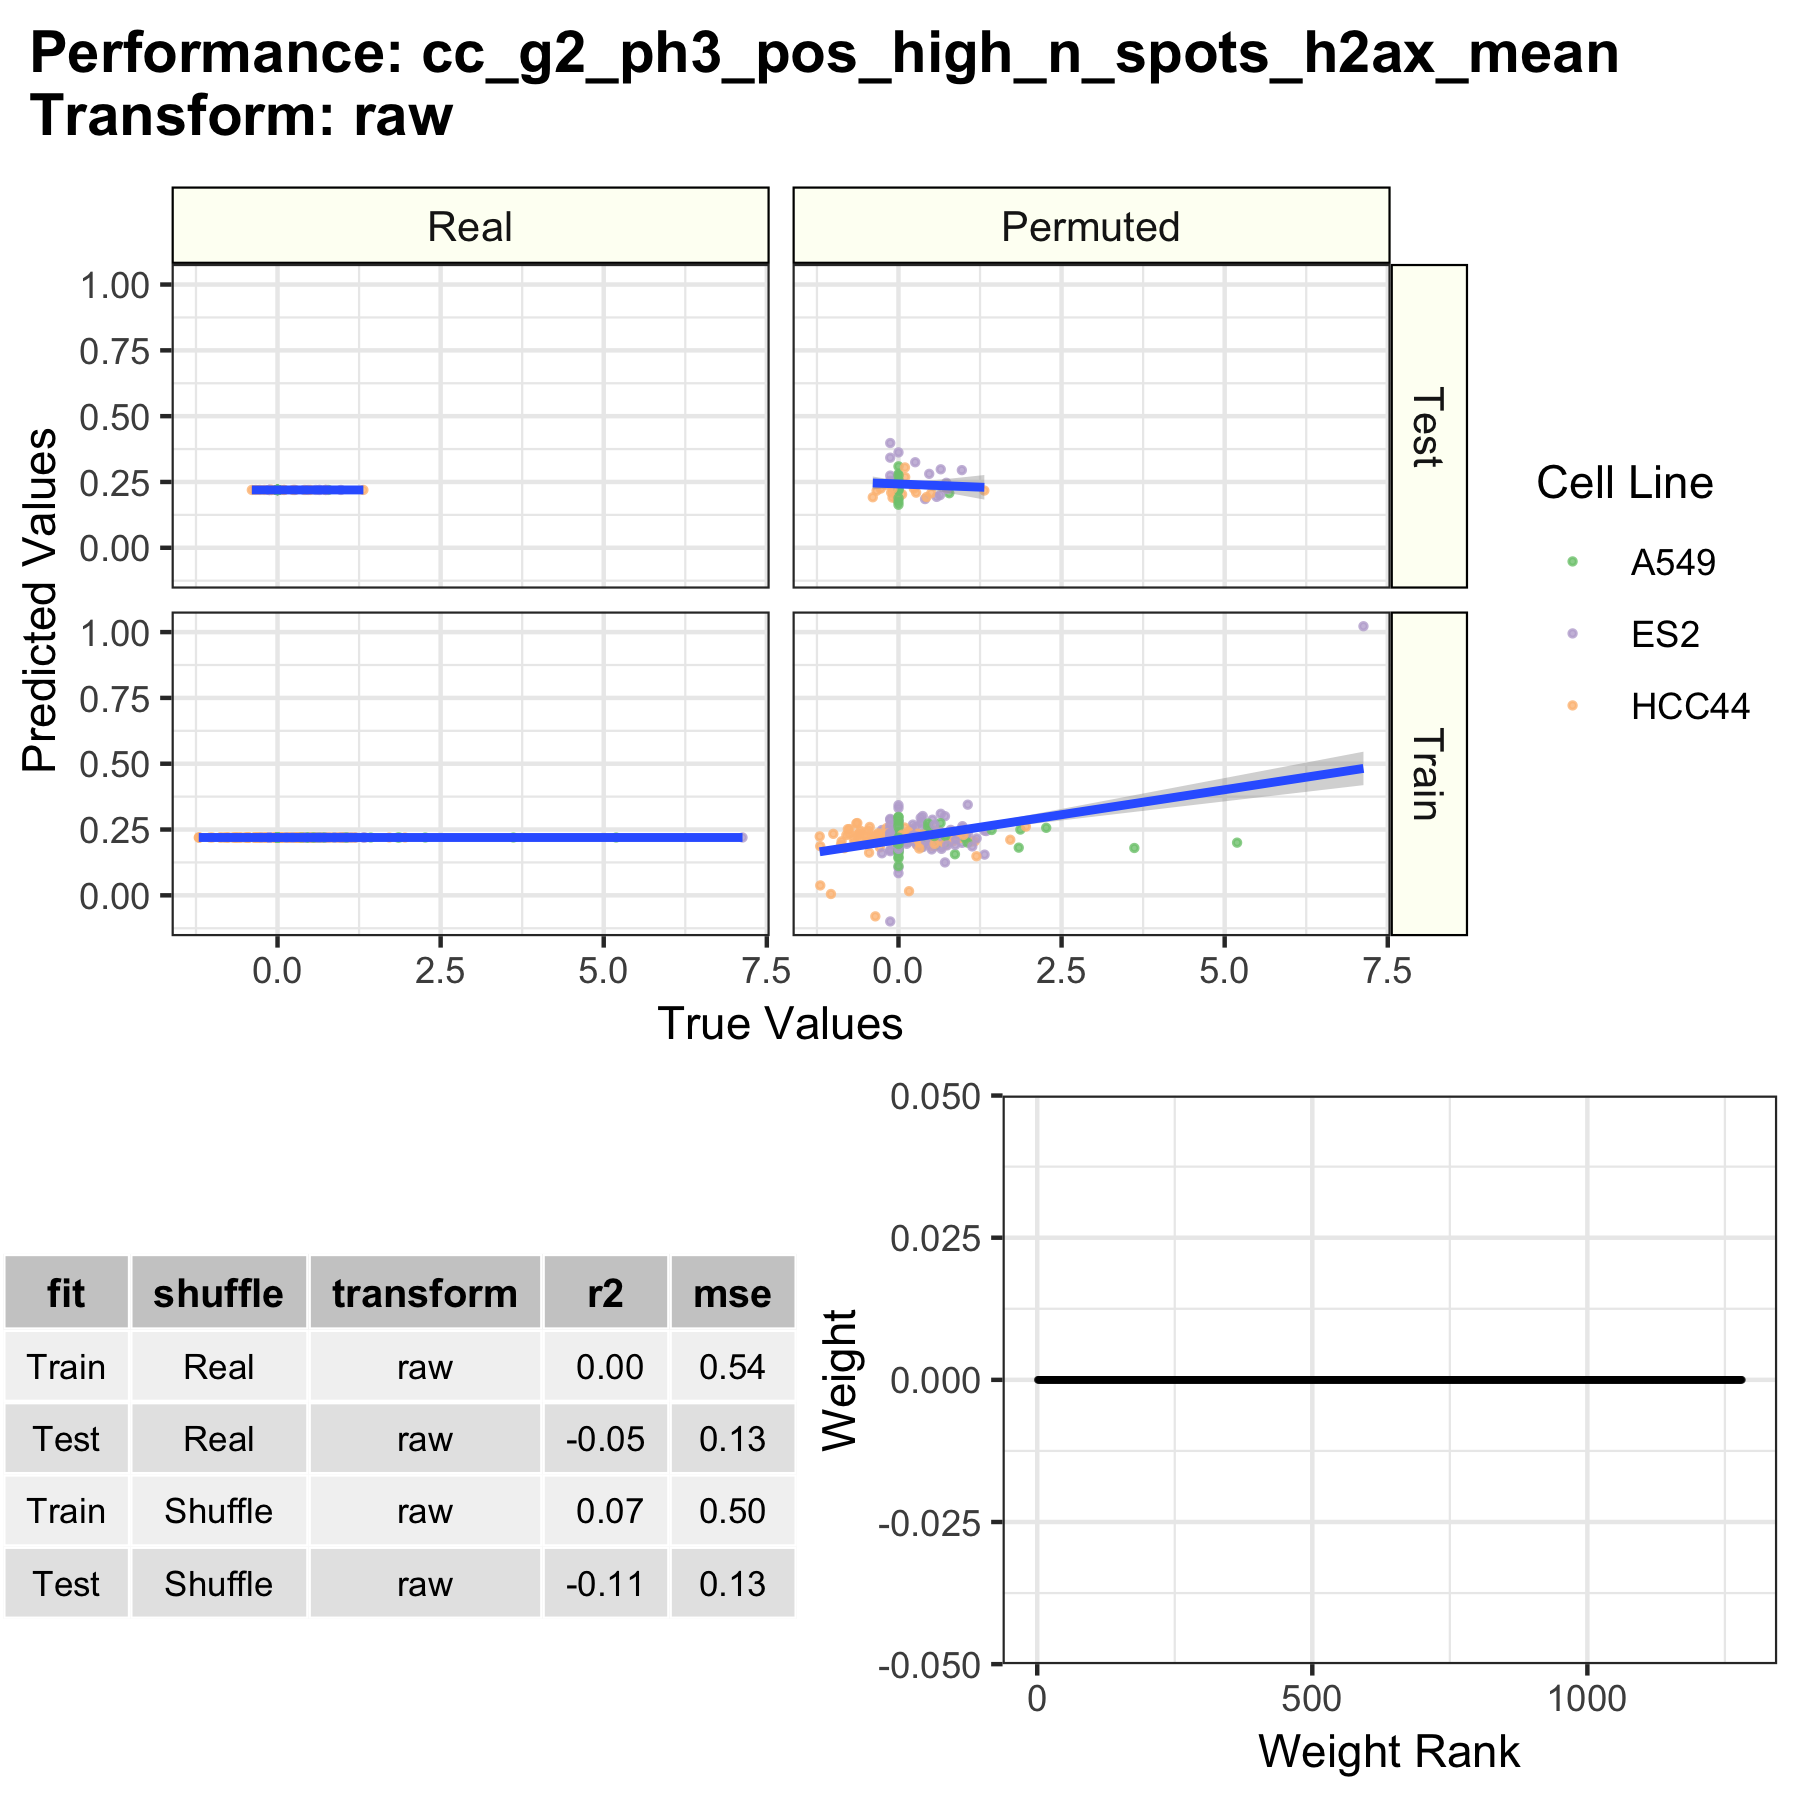 Performance: cc_g2_ph3_pos_high_n_spots_h2ax_mean
Transform: raw
Real
Permuted
1.00
0.75
0.50
0.25
0.00
Test
1.00
0.75
0.50
0.25
0.00
Train
Predicted Values
0.0
2.5
5.0
7.5
0.0
2.5
5.0
7.5
True Values
Cell Line
A549
ES2
HCC44
fit shuffle transform r2 mse
Train Real raw 0.00 0.54
Test Real raw -0.05 0.13
Train Shuffle raw 0.07 0.50
Test Shuffle raw -0.11 0.13
0.050
0.025
0.000
-0.025
-0.050
Weight
0
500
1000
Weight Rank